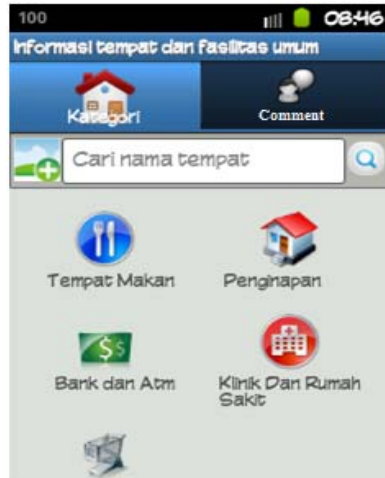 100 08:46
Informasi tempat dan fasilitas umum
Kategori Comment
Cari nama tempat
Tempat Makan Penginapan
Bank dan Atm Klinik Dan Rumah
Sakit